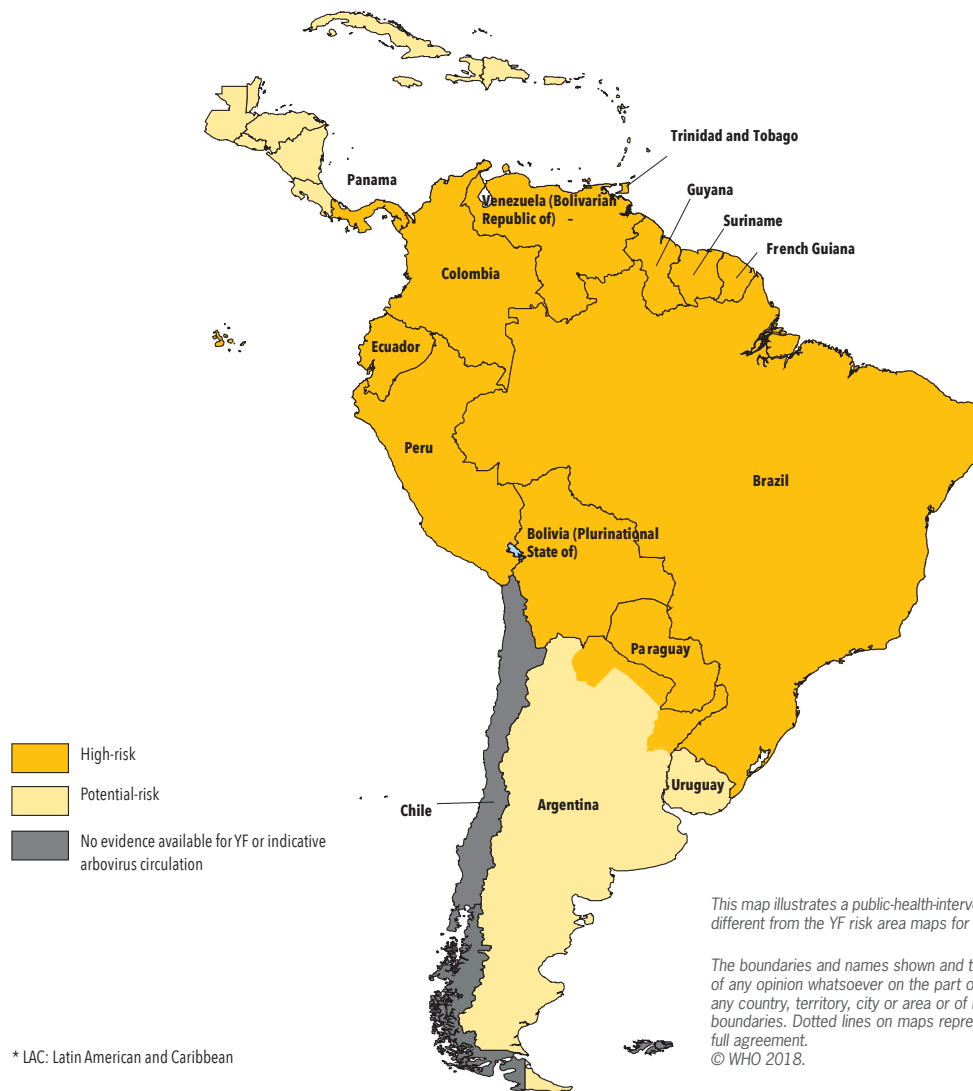 Trinidad and Tobago
Panama
Guyana
Venezuela (Bolivarian
Republic of)
Suriname
French Guiana
Colombia
Ecuador
Peru
Brazil
Bolivia (Plurinational
State of)
Paraguay
High-risk
Potential-risk
Uruguay
Chile
Argentina
No evidence available for YF or indicative
arbovirus circulation
This map illustrates a public-health-interv
different from the YF risk area maps for
The boundaries and names shown and t
of any opinion whatsoever on the part o
any country, territory, city or area or of
boundaries. Dotted lines on maps repre
full agreement.
© WHO 2018.
* LAC: Latin American and Caribbean